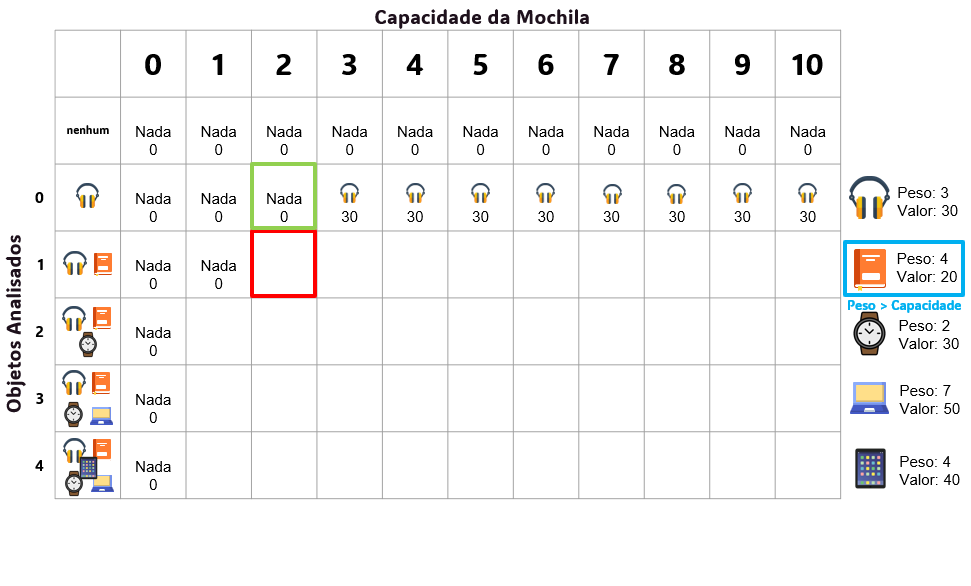 Capacidade da Mochila
0 1 2 3 4 5 6 7 8 9 10
nenhum
Nada Nada Nada Nada Nada Nada Nada Nada Nada Nada Nada
0 0 0 0 0 0 0 0 0 0 0
Objetos Analisados
0
Nada Nada Nada
0 0 0 30 30 30 30 30 30 30 30
Peso: 3
Valor: 30
1
Nada Nada
0 0
Peso: 4
Valor: 20
Peso > Capacidade
2
Nada
0
Peso: 2
Valor: 30
3
Nada
0
Peso: 7
Valor: 50
4
Nada
0
Peso: 4
Valor: 40